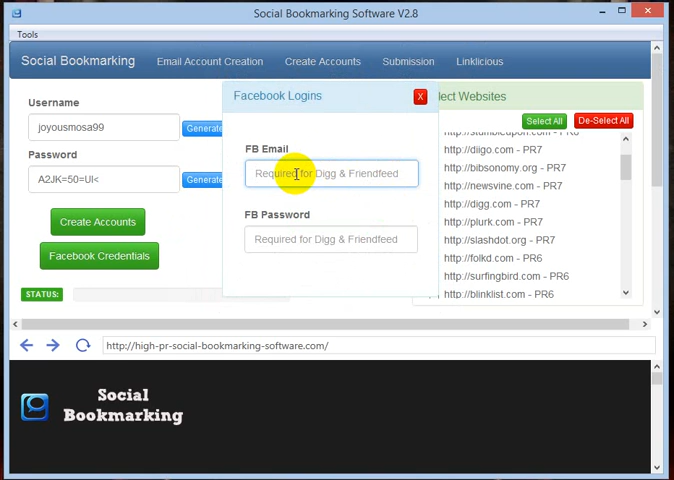 Social Bookmarking Software V2.8
Tools
Social Bookmarking
Email Account Creation
Create Accounts
Submission
Linklicious
Username
joyousmosa99
Generate
Password
A2JK=50=UI<
Generate
Create Accounts
Facebook Credentials
STATUS:
Facebook Logins
X
FB Email
Required for Digg & Friendfeed
FB Password
Required for Digg & Friendfeed
lect Websites
Select All
De-Select All
http://stumbleupon.com - PR7
http://diigo.com - PR7
http://bibsonomy.org - PR7
http://newsvine.com - PR7
http://digg.com - PR7
http://plurk.com - PR7
http://slashdot.org - PR7
http://folkd.com - PR6
http://surfingbird.com - PR6
http://blinklist.com - PR6
http://high-pr-social-bookmarking-software.com/
Social
Bookmarking